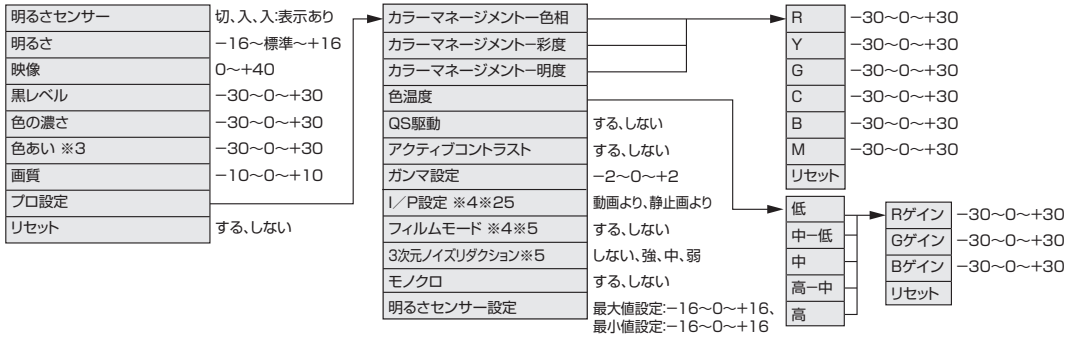 明るさセンサー 切、入、入:表示あり
明るさ −16～標準～+16
映像 0～+40
黒レベル −30～0～+30
色の濃さ −30～0～+30
色あい ※3 −30～0～+30
画質 −10～0～+10
プロ設定
リセット する、しない
カラーマネージメントー色相
カラーマネージメントー彩度
カラーマネージメントー明度
色温度
QS駆動 する、しない
アクティブコントラスト する、しない
ガンマ設定 −2～0～+2
I／P設定 ※4※25 動画より、静止画より
フィルムモード ※4※5 する、しない
3次元ノイズリダクション※5 しない、強、中、弱
モノクロ する、しない
明るさセンサー設定 最大値設定:−16～0～+16、
最小値設定:−16～0～+16
R −30～0～+30
Y −30～0～+30
G −30～0～+30
C −30～0～+30
B −30～0～+30
M −30～0～+30
リセット
低
中ー低
中
高ー中
高
Rゲイン −30～0～+30
Gゲイン −30～0～+30
Bゲイン −30～0～+30
リセット